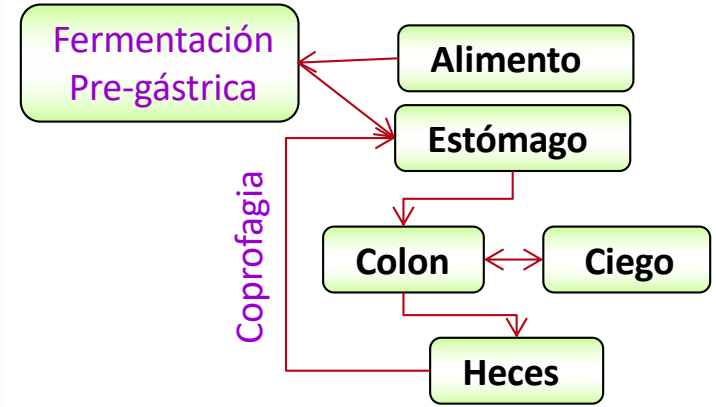 Fermentación
Pre-gástrica
Alimento
Estómago
Coprofagia
Colon
Ciego
Heces